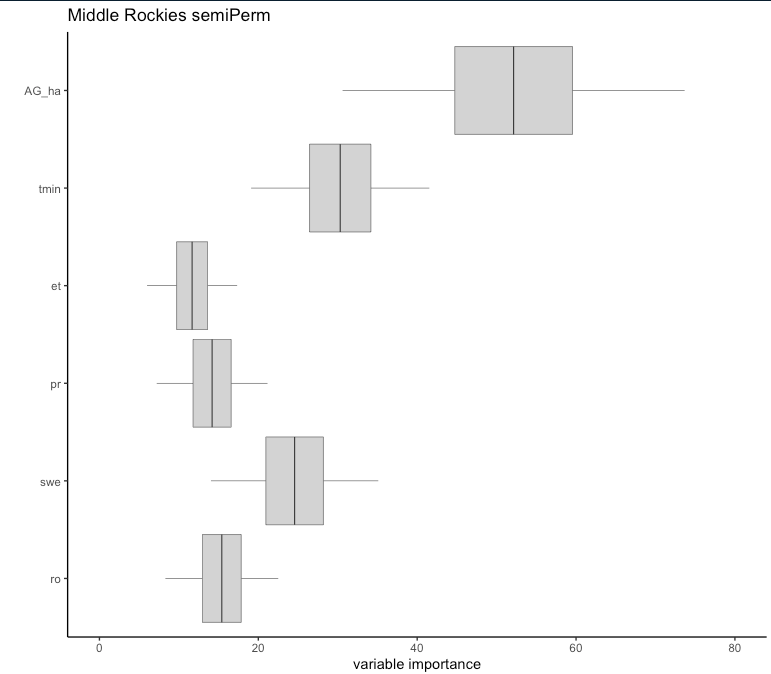 Middle Rockies semiPerm
AG_ha
tmin
et
pr
swe
ro
0 20 40 60 80
variable importance